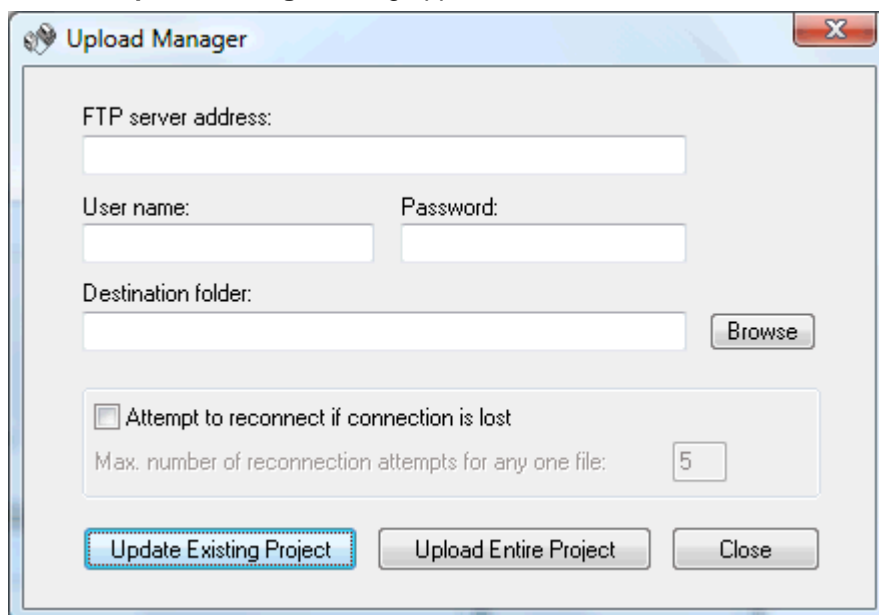 Upload Manager
FTP server address:
User name: Password:
Destination folder:
Browse
Attempt to reconnect if connection is lost
Max. number of reconnection attempts for any one file: 5
Update Existing Project Upload Entire Project Close